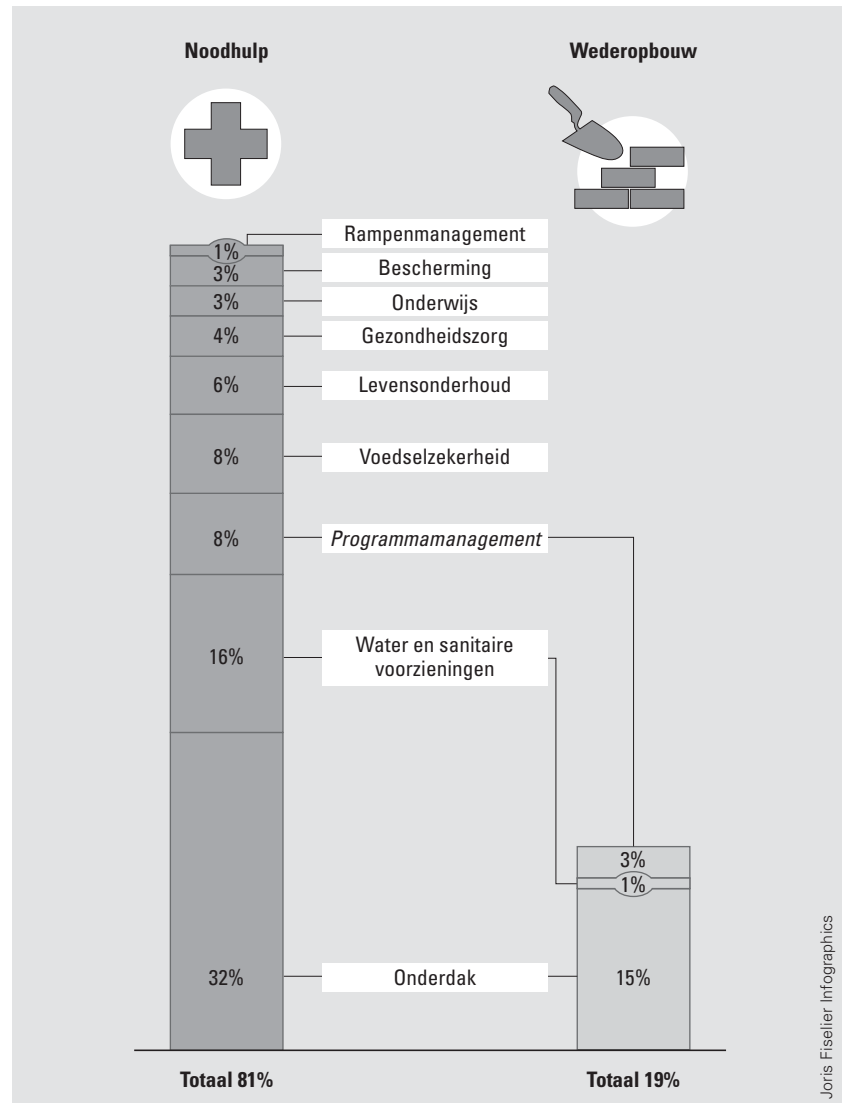 Noodhulp
Wederopbouw
Rampenmanagement
1%
Bescherming
3%
Onderwijs
3%
Gezondheidszorg
4%
Levensonderhoud
6%
Voedselzekerheid
8%
Programmamanagement
8%
3%
Water en sanitaire
voorzieningen
16%
1%
Onderdak
32%
15%
Totaal 81%
Totaal 19%
Joris Fiselier Infographics